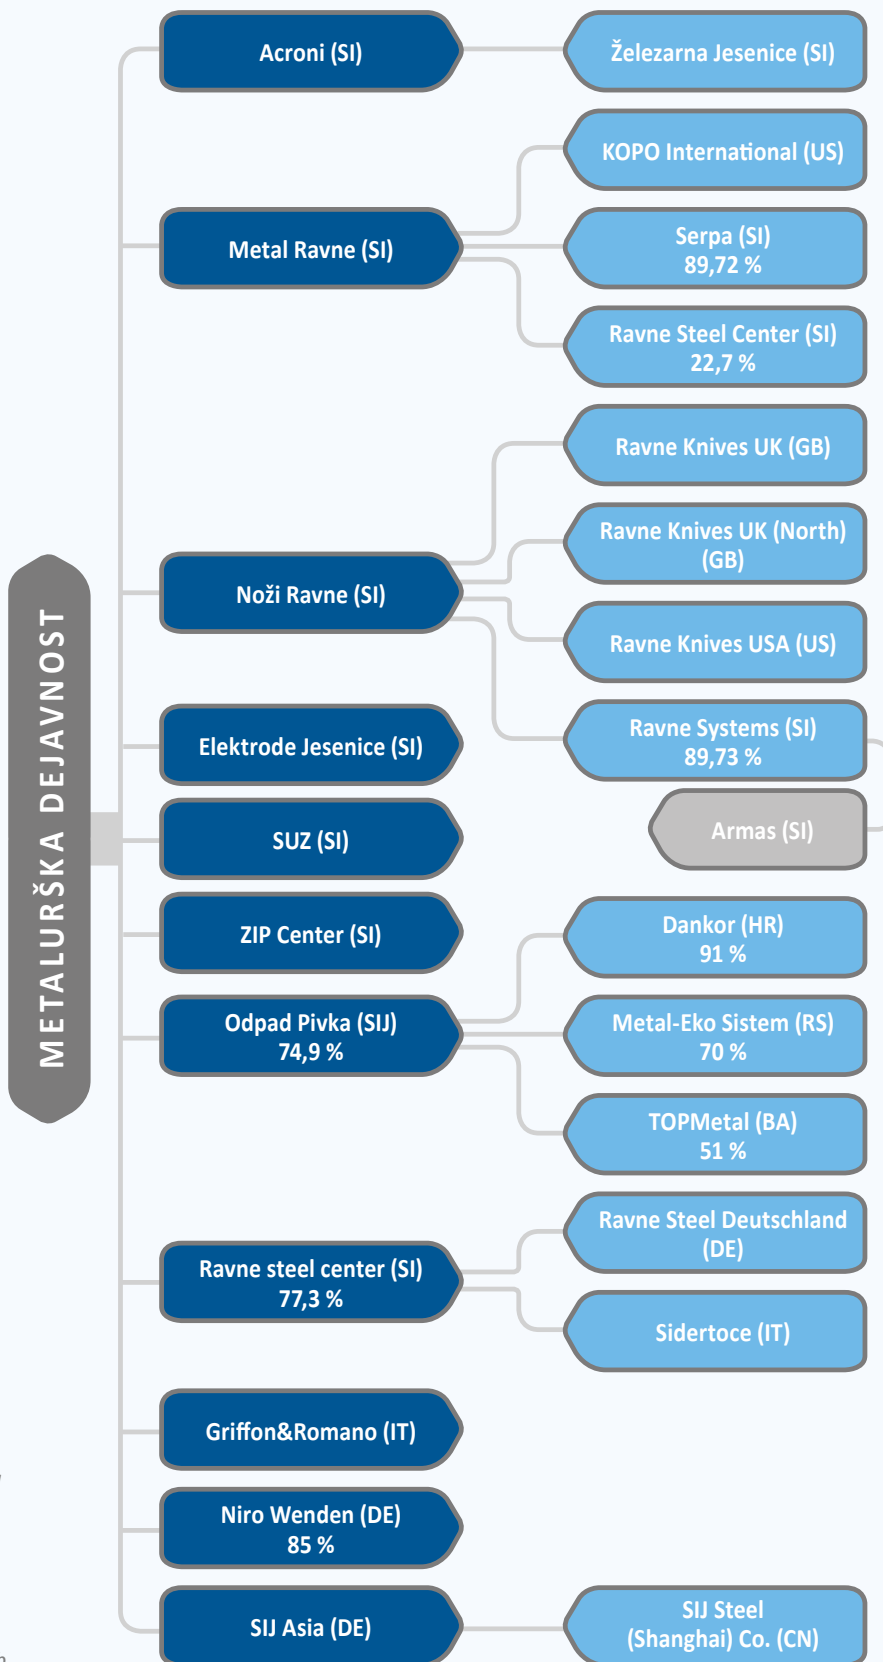 METALURŠKA DEJAVNOST
Acroni (SI)
Železarna Jesenice (SI)
Metal Ravne (SI)
KOPO International (US)
Serpa (SI)
89,72 %
Ravne Steel Center (SI)
22,7 %
Noži Ravne (SI)
Ravne Knives UK (GB)
Ravne Knives UK (North)
(GB)
Ravne Knives USA (US)
Ravne Systems (SI)
89,73 %
Armas (SI)
Elektrode Jesenice (SI)
SUZ (SI)
ZIP Center (SI)
Odpad Pivka (SIJ)
74,9 %
Dankor (HR)
91 %
Metal-Eko Sistem (RS)
70 %
TOPMetal (BA)
51 %
Ravne steel center (SI)
77,3 %
Ravne Steel Deutschland
(DE)
Sidertoce (IT)
Griffon&Romano (IT)
Niro Wenden (DE)
85 %
SIJ Asia (DE)
SIJ Steel
(Shanghai) Co. (CN)